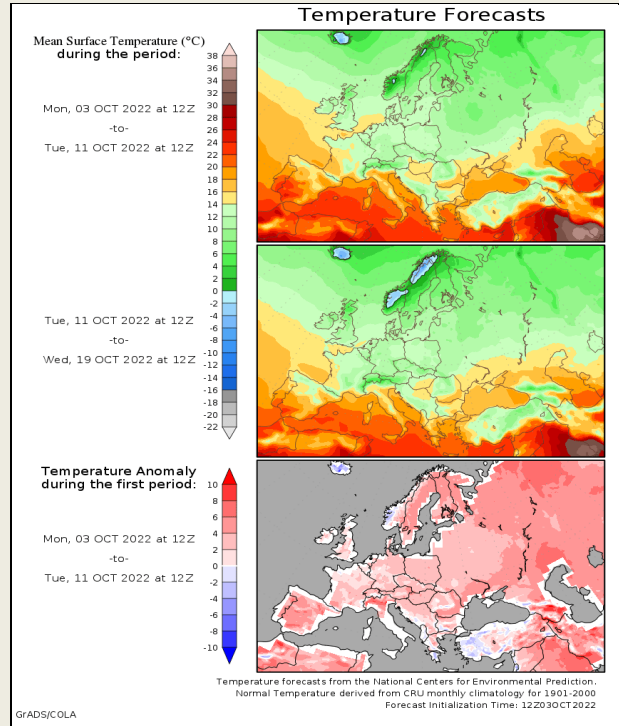 Temperature Forecasts
Mean Surface Temperature (°C)
during the period:
Mon, 03 OCT 2022 at 12Z
-to-
Tue, 11 OCT 2022 at 12Z
38
36
34
32
30
28
26
24
22
20
18
16
14
12
10
8
6
4
2
0
-2
-4
-6
-8
-10
-12
-14
-16
-18
-20
-22
Tue, 11 OCT 2022 at 12Z
-to-
Wed, 19 OCT 2022 at 12Z
Temperature Anomaly
during the first period:
Mon, 03 OCT 2022 at 12Z
-to-
Tue, 11 OCT 2022 at 12Z
10
8
6
4
2
0
-2
-4
-6
-8
-10
Temperature forecasts from the National Centers for Environmental Prediction.
Normal Temperature derived from CRU monthly climatology for 1901-2000
Forecast Initialization Time: 12Z03OCT2022
GrADS/COLA